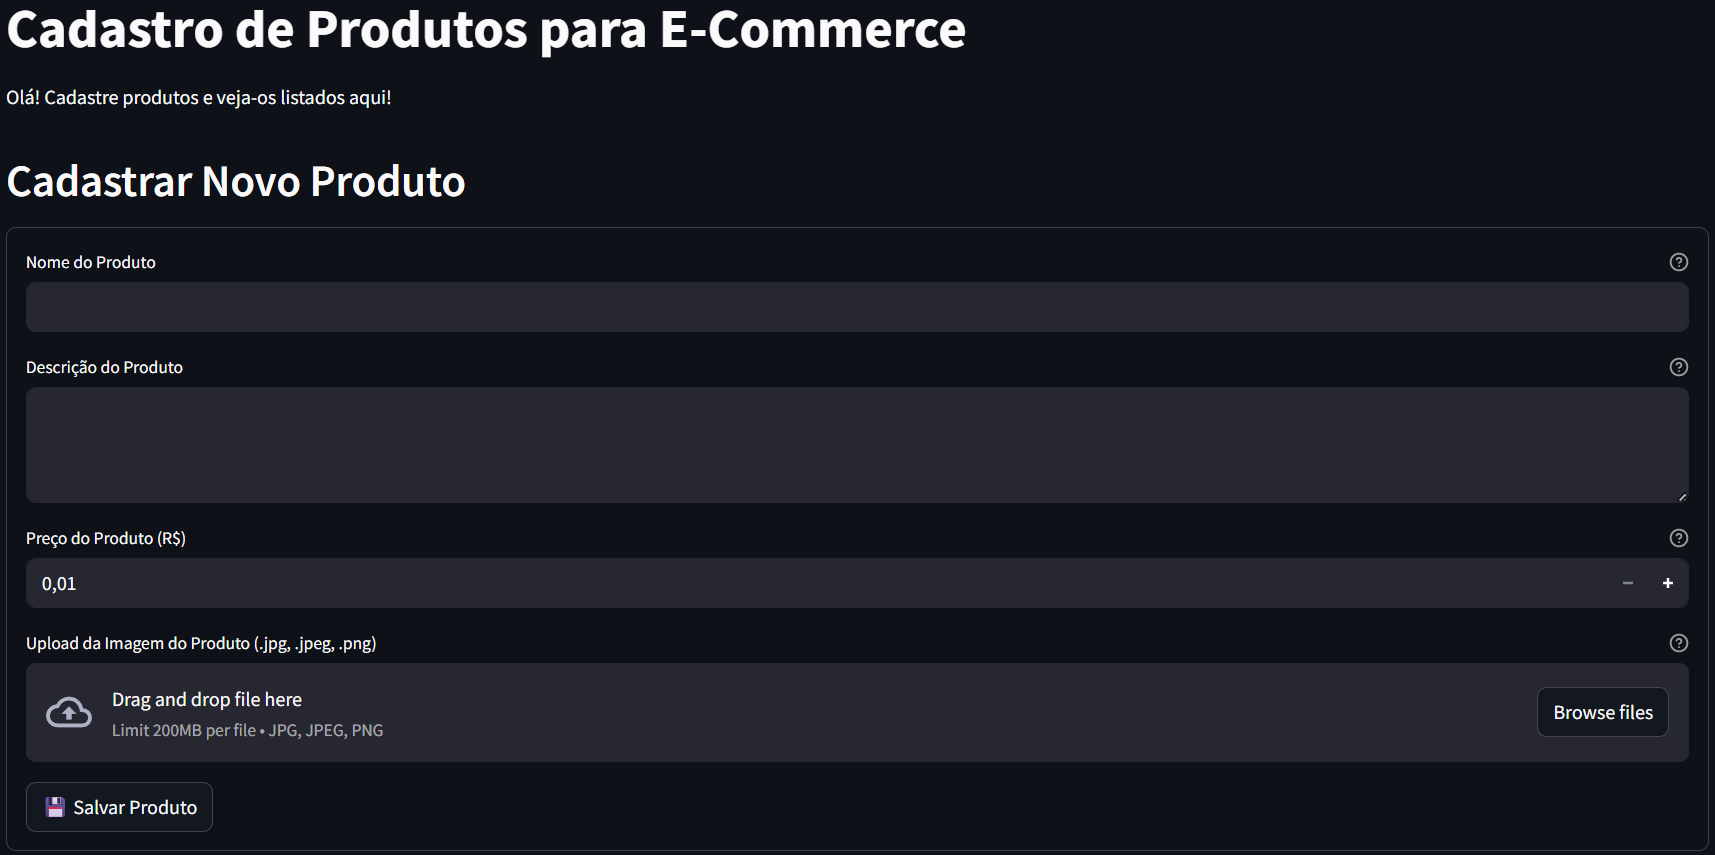 Cadastro de Produtos para E-Commerce
Olá! Cadastre produtos e veja-os listados aqui!
Cadastrar Novo Produto
Nome do Produto
Descrição do Produto
Preço do Produto (R$)
0,01
Upload da Imagem do Produto (.jpg, .jpeg, .png)
Drag and drop file here
Limit 200MB per file • JPG, JPEG, PNG
Browse files
Salvar Produto